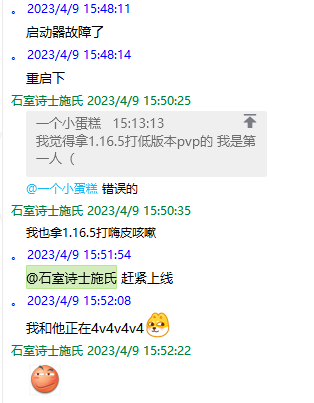 。 2023/4/9 15:48:11
启动器故障了
。 2023/4/9 15:48:14
重启下
石室诗士施氏 2023/4/9 15:50:25
一个小蛋糕 15:13:13
我觉得拿1.16.5打低版本pvp的 我是第
一人（
@一个小蛋糕 错误的
石室诗士施氏 2023/4/9 15:50:35
我也拿1.16.5打嗨皮咳嗽
。 2023/4/9 15:51:54
@石室诗士施氏 赶紧上线
。 2023/4/9 15:52:08
我和他正在4v4v4v4
石室诗士施氏 2023/4/9 15:52:22